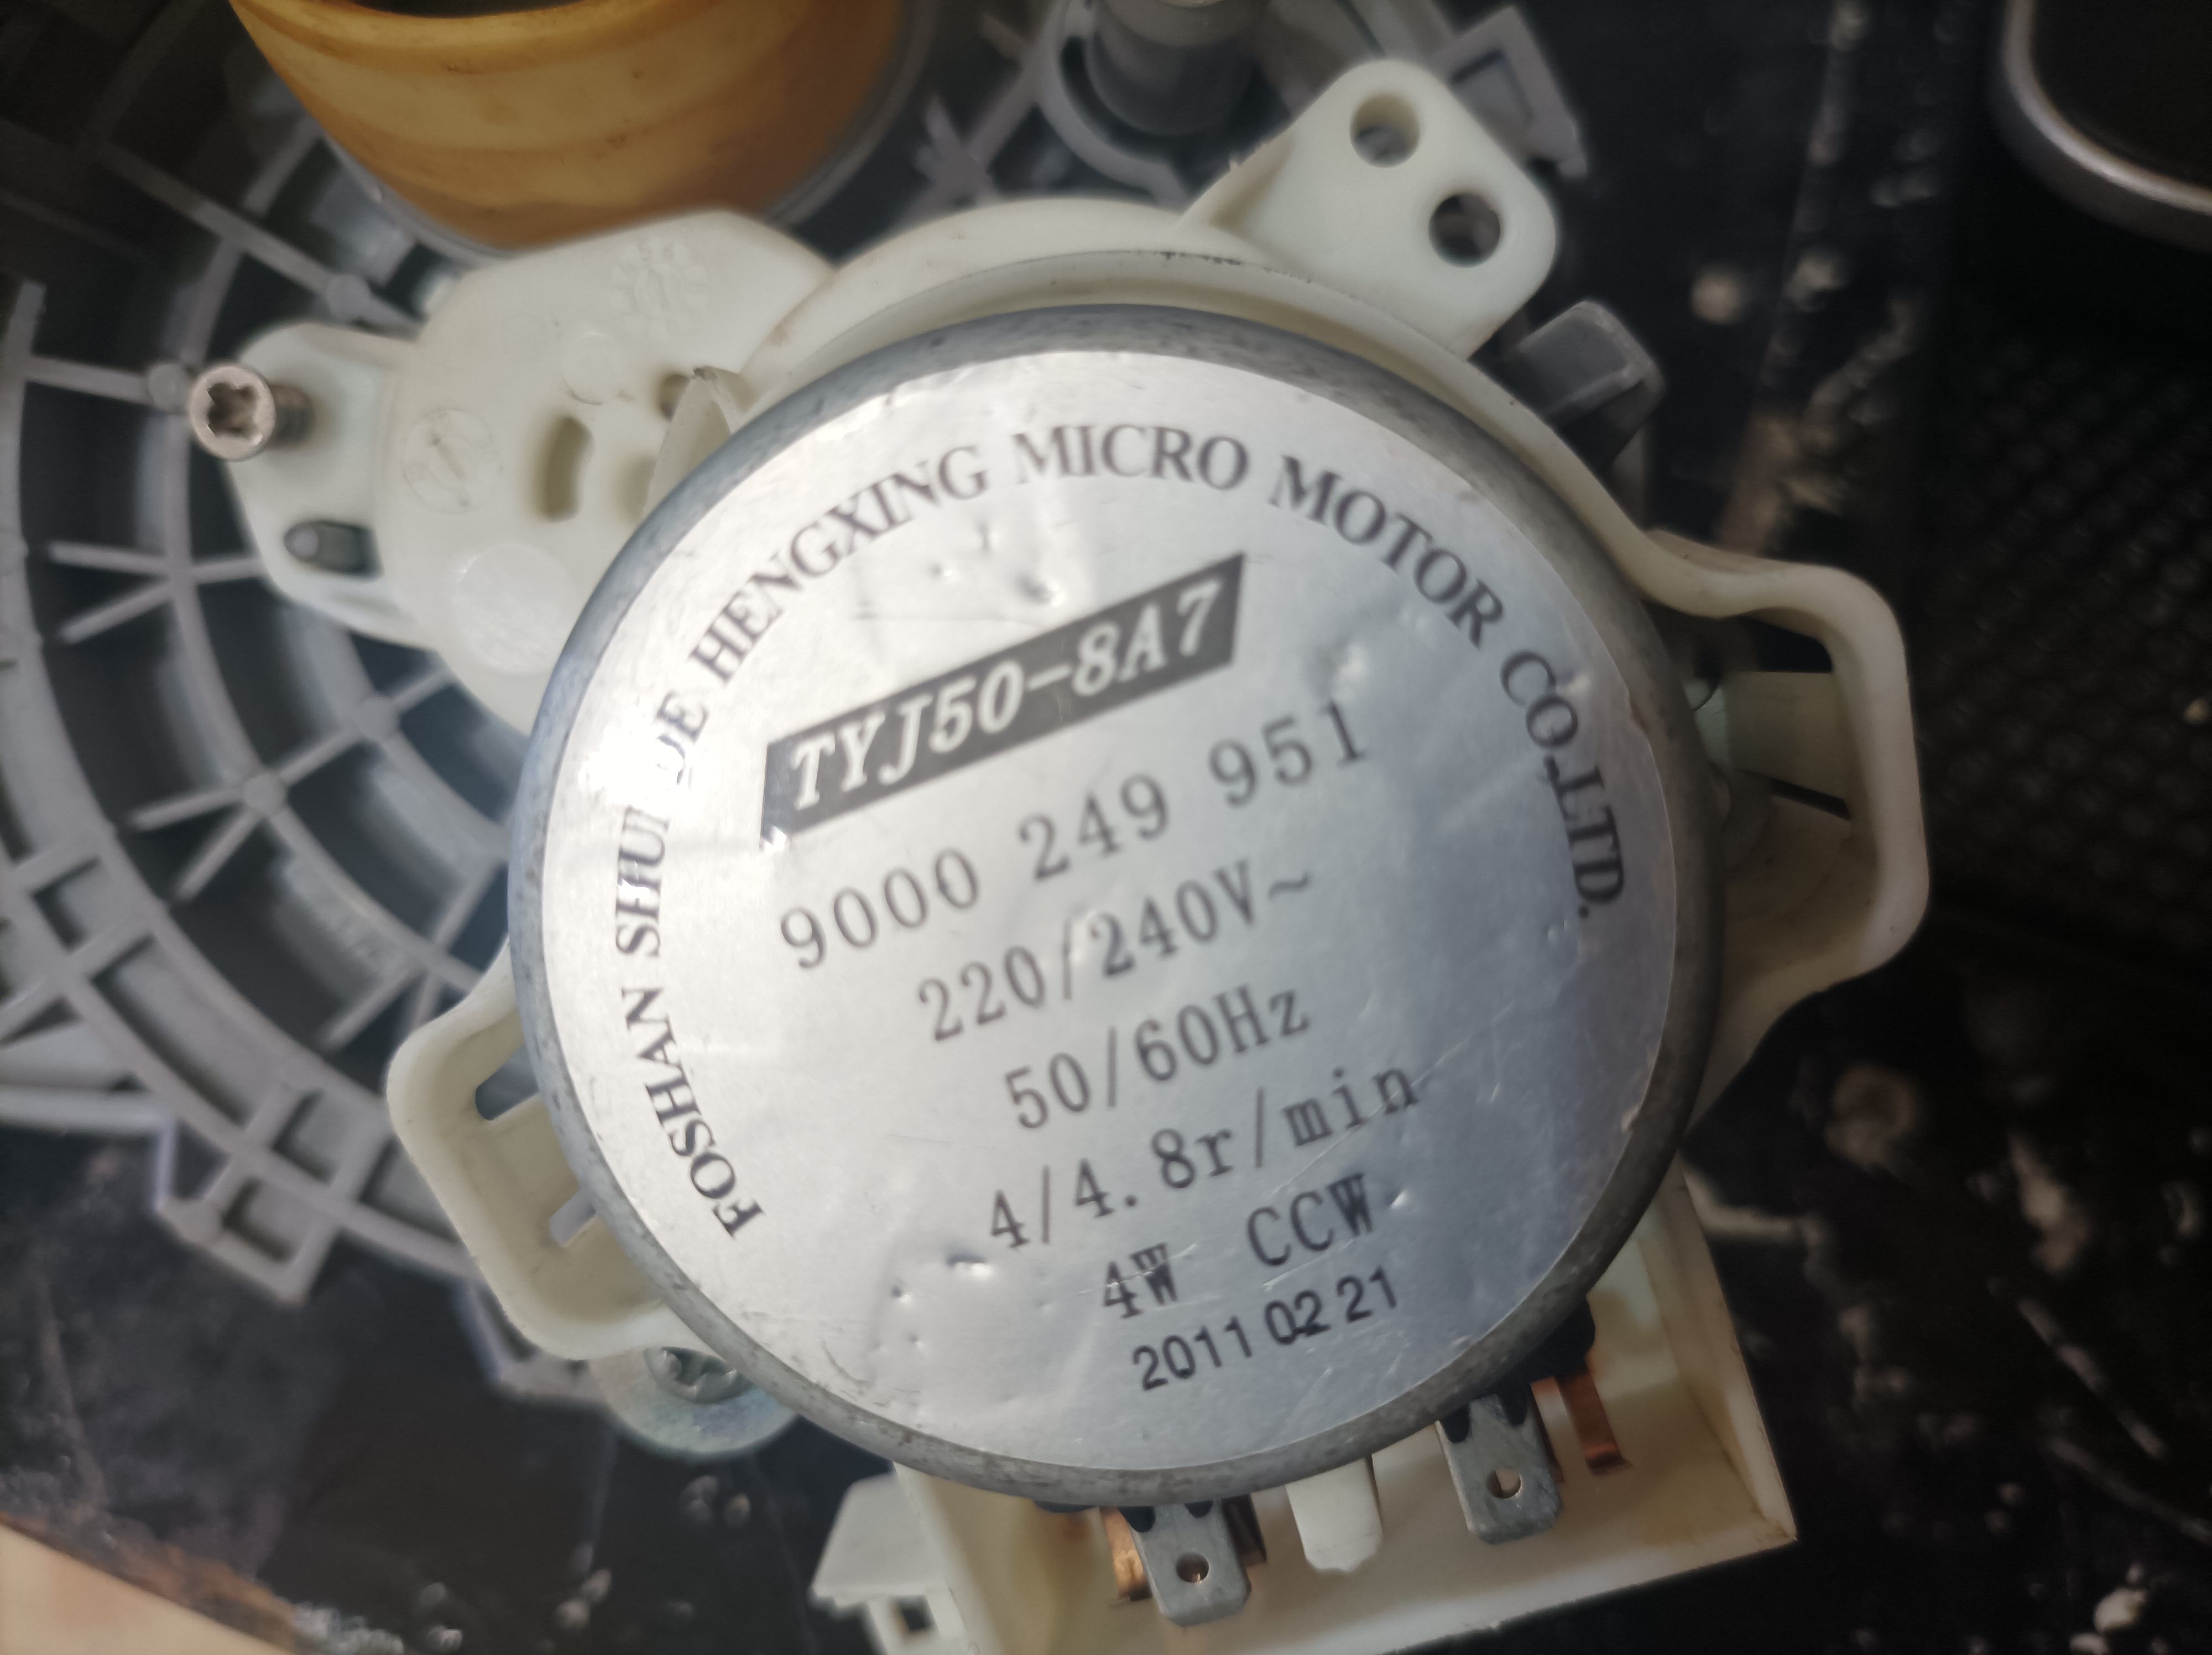 FOSHAN SHUNDE HENGXING MICRO MOTOR CO.,LTD.
TYJ50-8A7
9000 249 951
220/240V~
50/60Hz
4/4.8r/min
4W CCW
2011 02 21